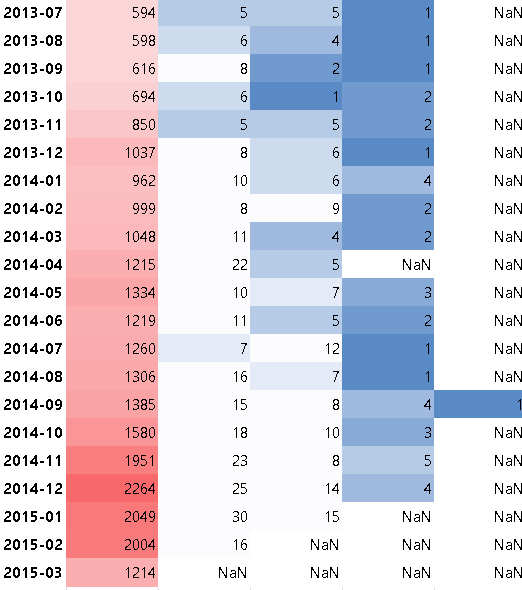 2013-07 594 5 5 1 NaN
2013-08 598 6 4 1 NaN
2013-09 616 8 2 1 NaN
2013-10 694 6 1 2 NaN
2013-11 850 5 5 2 NaN
2013-12 1037 8 6 1 NaN
2014-01 962 10 6 4 NaN
2014-02 999 8 9 2 NaN
2014-03 1048 11 4 2 NaN
2014-04 1215 22 5 NaN NaN
2014-05 1334 10 7 3 NaN
2014-06 1219 11 5 2 NaN
2014-07 1260 7 12 1 NaN
2014-08 1306 16 7 1 NaN
2014-09 1385 15 8 4 1
2014-10 1580 18 10 3 NaN
2014-11 1951 23 8 5 NaN
2014-12 2264 25 14 4 NaN
2015-01 2049 30 15 NaN NaN
2015-02 2004 16 NaN NaN NaN
2015-03 1214 NaN NaN NaN NaN